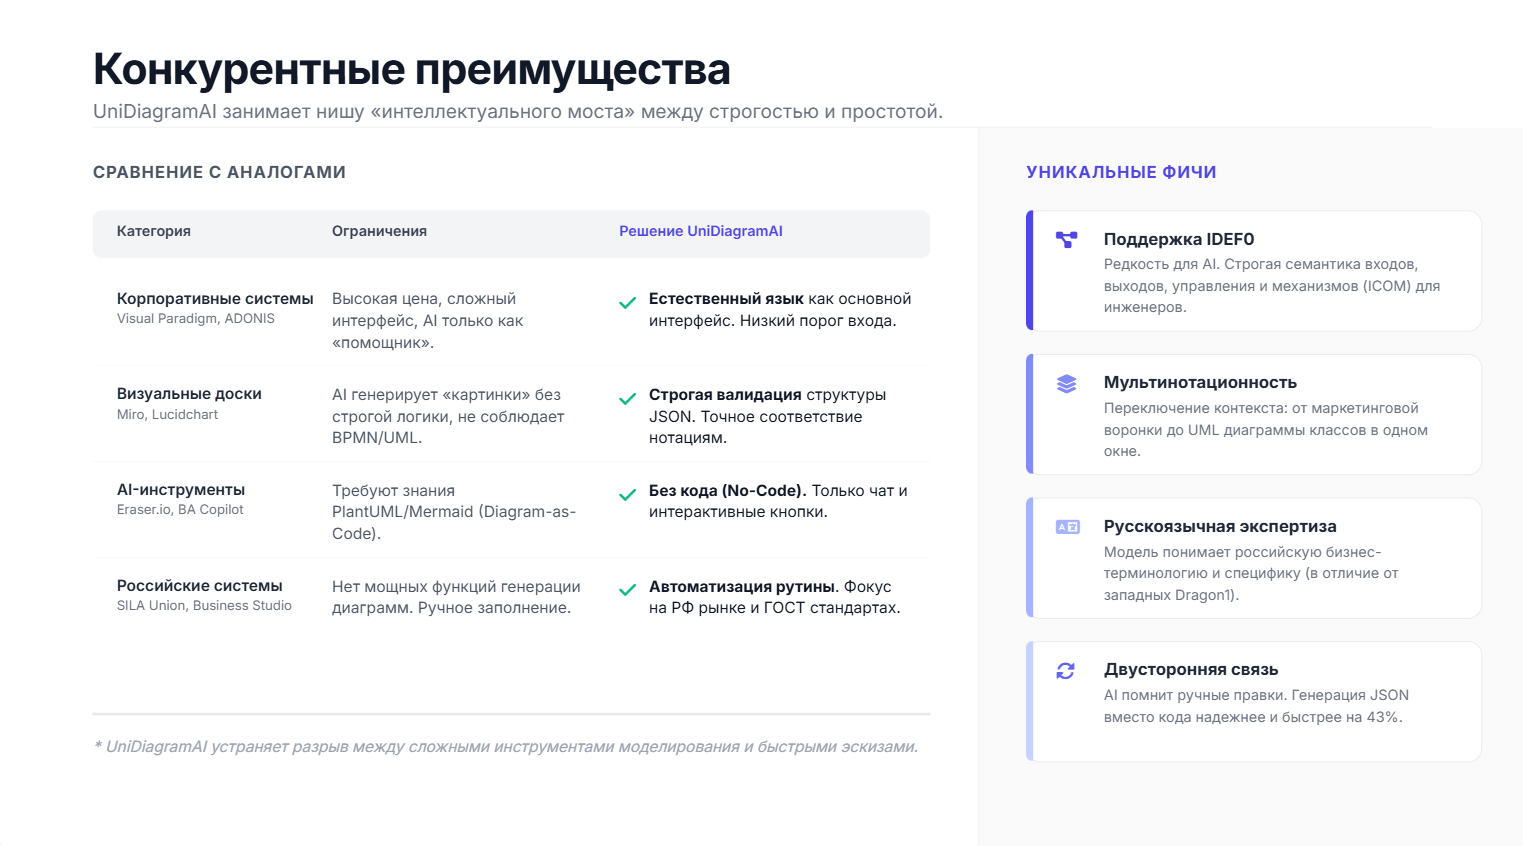 Конкурентные преимущества
UniDiagramAI занимает нишу «интеллектуального моста» между строгостью и простотой.
СРАВНЕНИЕ С АНАЛОГАМИ
Категория
Ограничения
Решение UniDiagramAI
Корпоративные системы
Visual Paradigm, ADONIS
Высокая цена, сложный
интерфейс, AI только как
«помощник».
Естественный язык как основной
интерфейс. Низкий порог входа.
Визуальные доски
Miro, Lucidchart
AI генерирует «картинки» без
строгой логики, не соблюдает
BPMN/UML.
Строгая валидация структуры
JSON. Точное соответствие
нотациям.
AI-инструменты
Eraser.io, BA Copilot
Требуют знания
PlantUML/Mermaid (Diagram-as-
Code).
Без кода (No-Code). Только чат и
интерактивные кнопки.
Российские системы
SILA Union, Business Studio
Нет мощных функций генерации
диаграмм. Ручное заполнение.
Автоматизация рутины. Фокус
на РФ рынке и ГОСТ стандартах.
* UniDiagramAI устраняет разрыв между сложными инструментами моделирования и быстрыми эскизами.
УНИКАЛЬНЫЕ ФИЧИ
Поддержка IDEF0
Редкость для AI. Строгая семантика входов,
выходов, управления и механизмов (ICOM) для
инженеров.
Мультинотационность
Переключение контекста: от маркетинговой
воронки до UML диаграммы классов в одном
окне.
Русскоязычная экспертиза
Модель понимает российскую бизнес-
терминологию и специфику (в отличие от
западных Dragon1).
Двусторонняя связь
AI помнит ручные правки. Генерация JSON
вместо кода надежнее и быстрее на 43%.